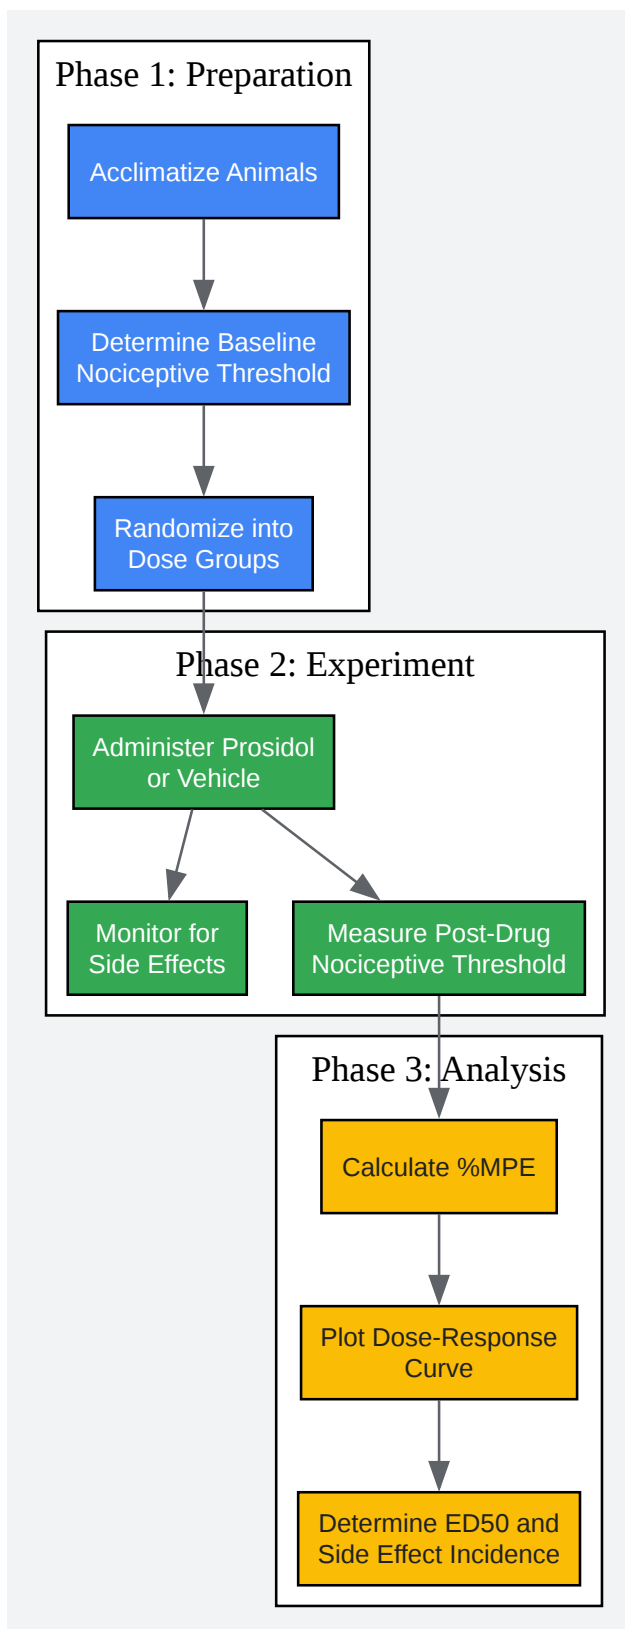 Phase 1: Preparation
Acclimatize Animals
Determine Baseline
Nociceptive Threshold
Randomize into
Dose Groups
Phase 2: Experiment
Administer Prosidol
or Vehicle
Monitor for
Side Effects
Measure Post-Drug
Nociceptive Threshold
Phase 3: Analysis
Calculate %MPE
Plot Dose-Response
Curve
Determine ED50 and
Side Effect Incidence